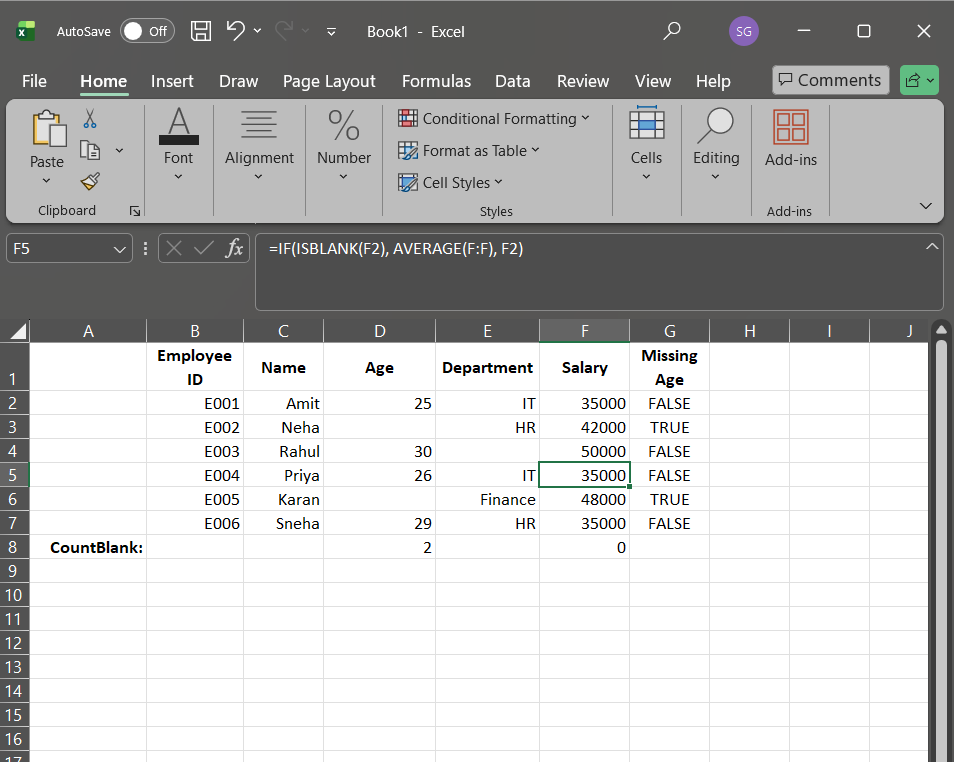 AutoSave Off Book1 - Excel SG
File Home Insert Draw Page Layout Formulas Data Review View Help Comments
Paste
Clipboard
Font
Alignment
Number
Conditional Formatting
Format as Table
Cell Styles
Styles
Cells
Editing
Add-ins
Add-ins
F5 fx =IF(ISBLANK(F2), AVERAGE(F:F), F2)
A B C D E F G H I J
1 Employee ID Name Age Department Salary Missing Age
2 E001 Amit 25 IT 35000 FALSE
3 E002 Neha HR 42000 TRUE
4 E003 Rahul 30 50000 FALSE
5 E004 Priya 26 IT 35000 FALSE
6 E005 Karan Finance 48000 TRUE
7 E006 Sneha 29 HR 35000 FALSE
8 CountBlank: 2 0
9
10
11
12
13
14
15
16
17